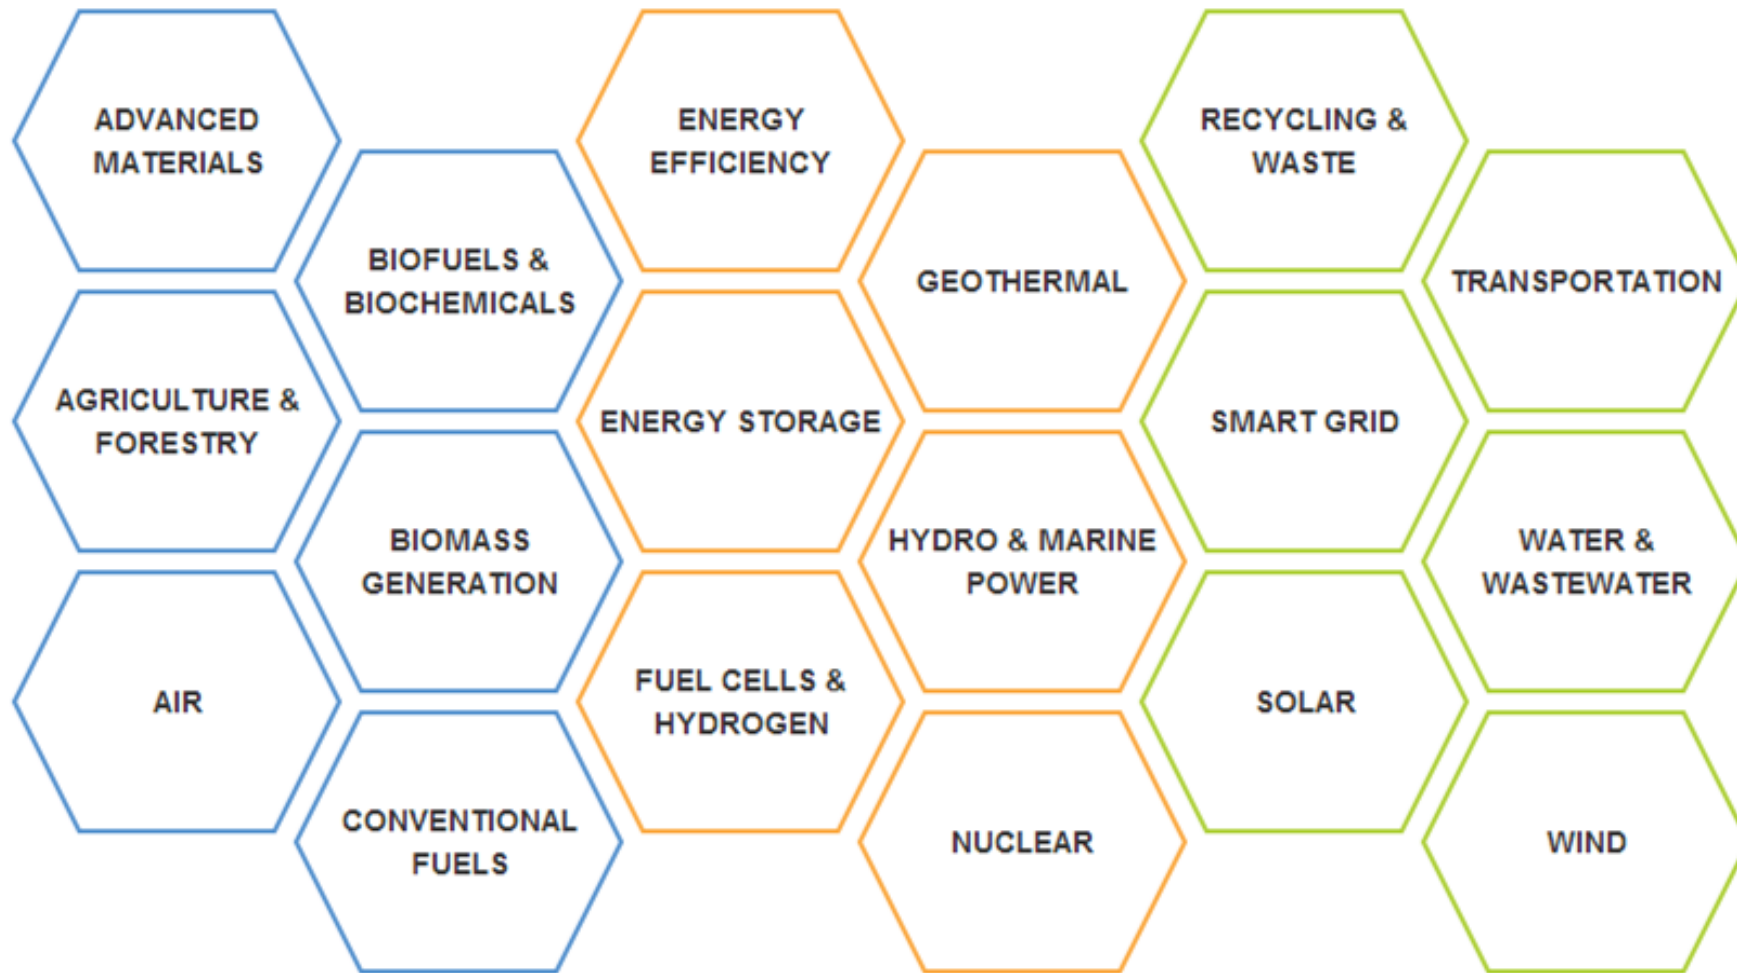 ADVANCED
MATERIALS
AGRICULTURE &
FORESTRY
AIR
BIOFUELS &
BIOCHEMICALS
BIOMASS
GENERATION
CONVENTIONAL
FUELS
ENERGY
EFFICIENCY
ENERGY STORAGE
FUEL CELLS &
HYDROGEN
GEOTHERMAL
HYDRO & MARINE
POWER
NUCLEAR
RECYCLING &
WASTE
SMART GRID
SOLAR
TRANSPORTATION
WATER &
WASTEWATER
WIND